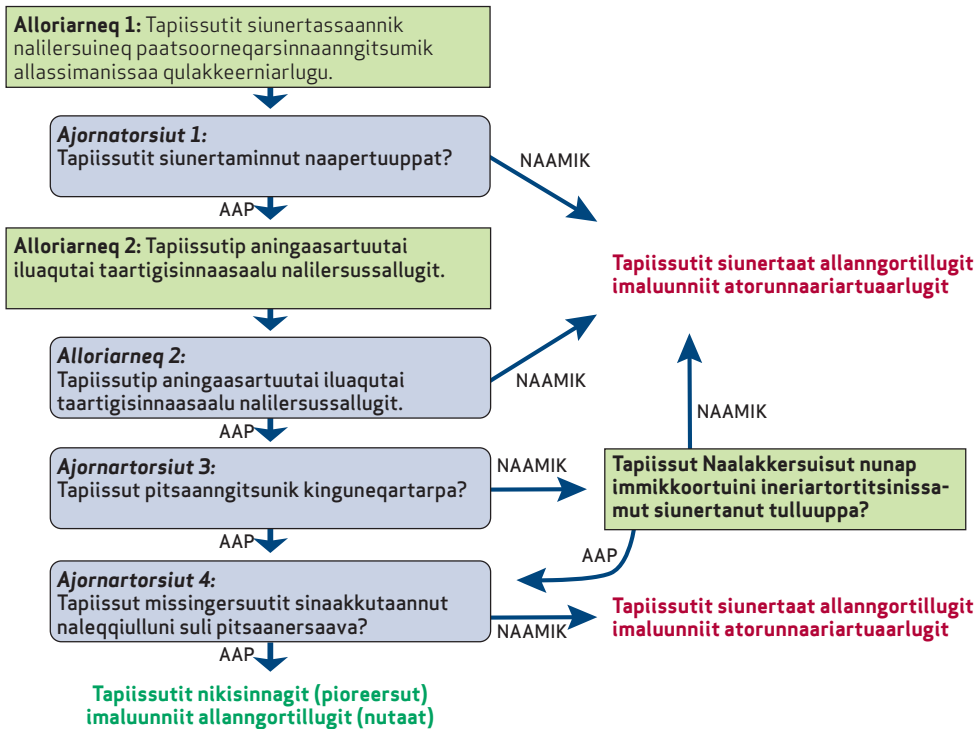 Alloriarneq 1: Tapiissutit siunertassaannik
nalilersuineq paatsoorneqarsinnaanngitsumik
allassimanissaa qulakkeerniarlugu.
Ajornatorsiut 1:
Tapiissutit siunertaminnut naapertuuppat?
NAAMIK
AAP
Alloriarneq 2: Tapiissutip aningaasartuutai
iluaqutai taartigisinnaasaalu nalilersussallugit.
Tapiissutit siunertaat allanngortillugit
imaluunniit atorunnaariartuaarlugit
Alloriarneq 2:
Tapiissutip aningaasartuutai iluaqutai
taartigisinnaasaalu nalilersussallugit.
NAAMIK
AAP
NAAMIK
Ajornartorsiut 3:
Tapiissut pitsaanngitsunik kinguneqartarpa?
NAAMIK
Tapiissut Naalakkersuisut nunap
immikkoortuini ineriartortitsinissa-
mut siunertanut tulluuppa?
AAP
AAP
Ajornartorsiut 4:
Tapiissut missingersuutit sinaakkutaannut
naleqqiulluni suli pitsaanersaava?
NAAMIK
Tapiissutit siunertaat allanngortillugit
imaluunniit atorunnaariartuaarlugit
AAP
Tapiissutit nikisinnagit (pioreersut)
imaluunniit allanngortillugit (nutaat)